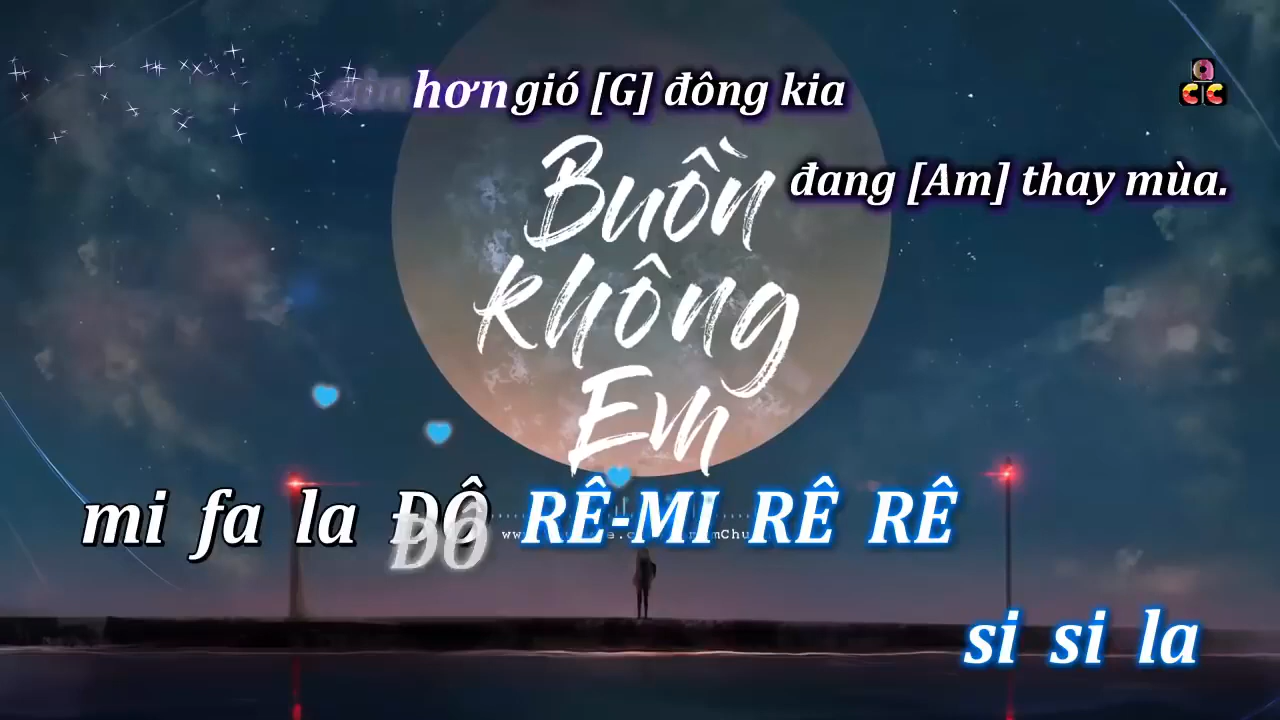 hơn gió [G] đông kia
đang [Am] thay mùa.
Buồn
không
Em
mi fa la ĐÔ RÊ-MI RÊ RÊ
ĐÔ
si si la